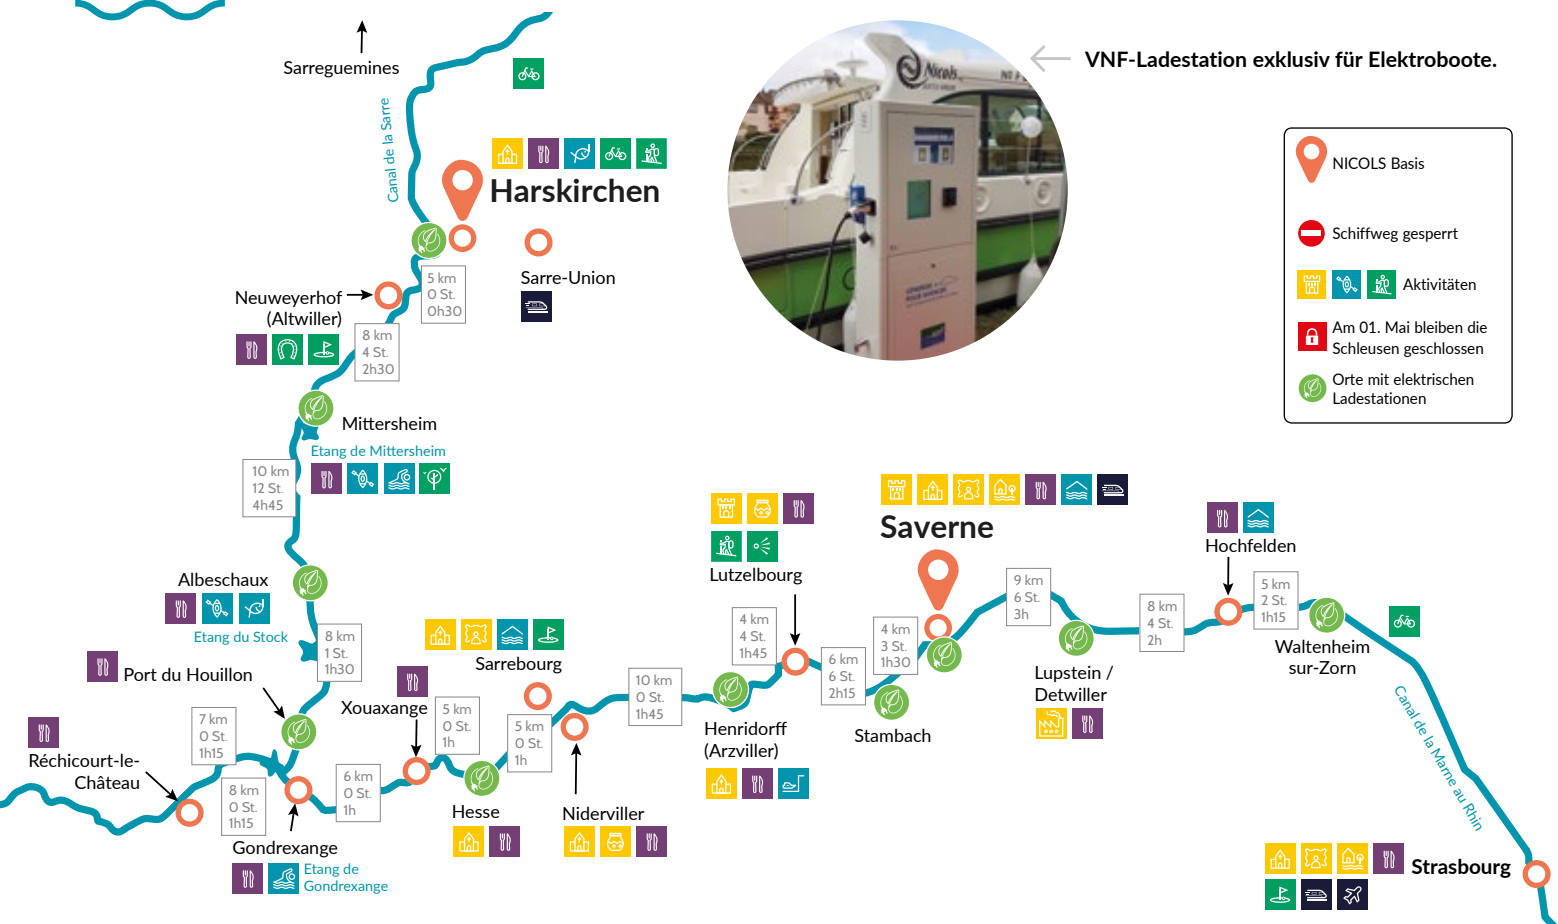 Sarreguemines
Canal de la Sarre
Harskirchen
Sarre-Union
5 km
0 St.
0h30
Neuweyerhof
(Altwiller)
8 km
4 St.
2h30
Mittersheim
Etang de Mittersheim
10 km
12 St.
4h45
Albeschaux
Etang du Stock
8 km
1 St.
1h30
Port du Houillon
7 km
0 St.
1h15
Réchicourt-le-
Château
8 km
0 St.
1h15
Gondrexange
Etang de
Gondrexange
6 km
0 St.
1h
Xouaxange
5 km
0 St.
1h
Hesse
5 km
0 St.
1h
Sarrebourg
Niderviller
10 km
0 St.
1h45
Henridorff
(Arzviller)
4 km
4 St.
1h45
Lutzelbourg
6 km
6 St.
2h15
Stambach
4 km
3 St.
1h30
Saverne
9 km
6 St.
3h
Lupstein /
Detwiller
8 km
4 St.
2h
Hochfelden
5 km
2 St.
1h15
Waltenheim
sur-Zorn
Canal de la Marne au Rhin
Strasbourg
Nicols
VNF-Ladestation exklusiv für Elektroboote.
NICOLS Basis
Schiffweg gesperrt
Aktivitäten
Am 01. Mai bleiben die
Schleusen geschlossen
Orte mit elektrischen
Ladestationen